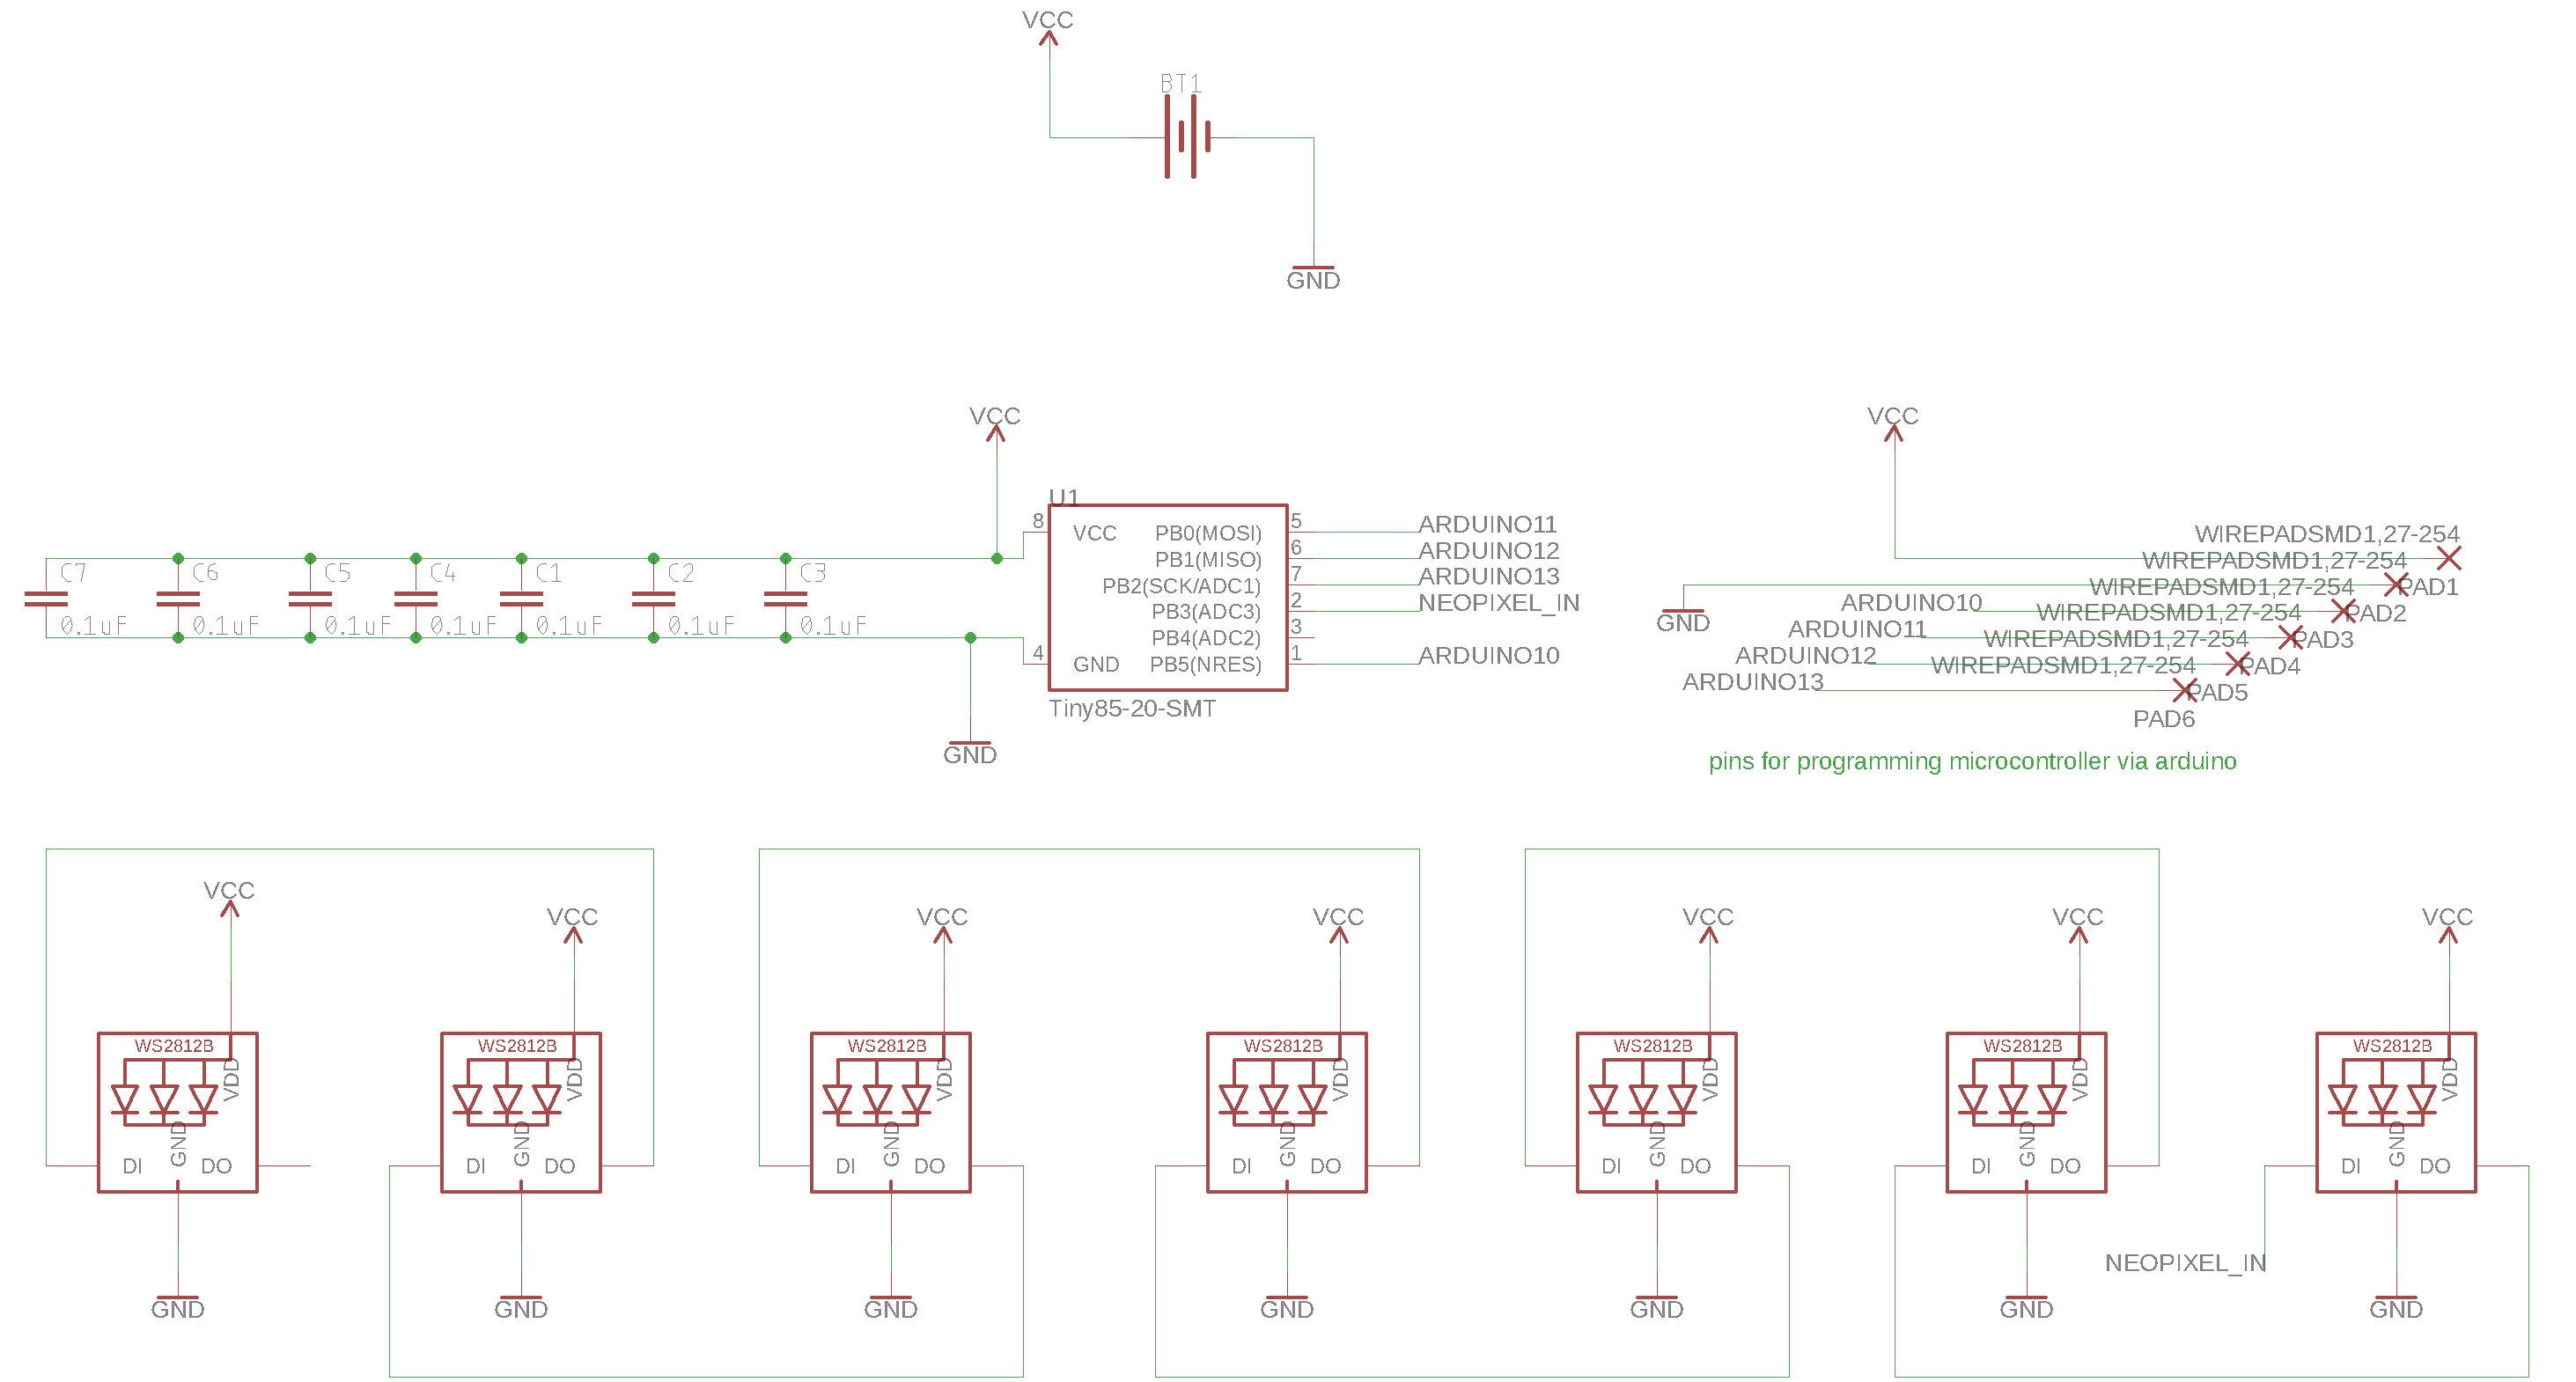 VCC
BT1
GND
VCC
VCC
U1
8 VCC PB0(MOSI) 5 ARDUINO11
PB1(MISO) 6 ARDUINO12
PB2(SCK/ADC1) 7 ARDUINO13
PB3(ADC3) 2 NEOPIXEL_IN
PB4(ADC2) 3
4 GND PB5(NRES) 1 ARDUINO10
Tiny85-20-SMT
C7 C6 C5 C4 C1 C2 C3
0.1uF 0.1uF 0.1uF 0.1uF 0.1uF 0.1uF 0.1uF
GND
WIREPADSMD1,27-254
WIREPADSMD1,27-254
WIREPADSMD1,27-254 PAD1
ARDUINO10 WIREPADSMD1,27-254 PAD2
GND
ARDUINO11 WIREPADSMD1,27-254 PAD3
ARDUINO12 WIREPADSMD1,27-254 PAD4
ARDUINO13 PAD5
PAD6
pins for programming microcontroller via arduino
VCC
VCC VCC VCC VCC VCC VCC
WS2812B WS2812B WS2812B WS2812B WS2812B WS2812B WS2812B
VDD VDD VDD VDD VDD VDD VDD
DI GND DO DI GND DO DI GND DO DI GND DO DI GND DO DI GND DO DI GND DO
NEOPIXEL_IN
GND GND GND GND GND GND GND